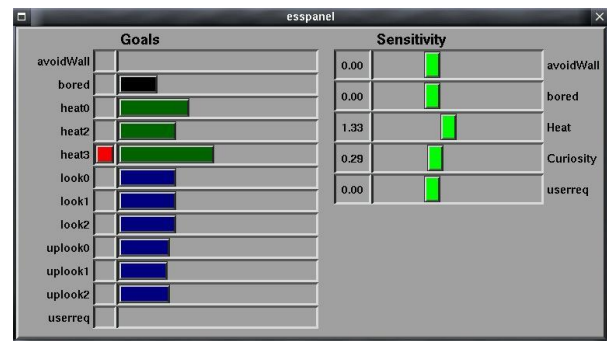 esspanel
Goals
avoidWall
bored
heat0
heat2
heat3
look0
look1
look2
uplook0
uplook1
uplook2
userreq
Sensitivity
0.00 avoidWall
0.00 bored
1.33 Heat
0.29 Curiosity
0.00 userreq